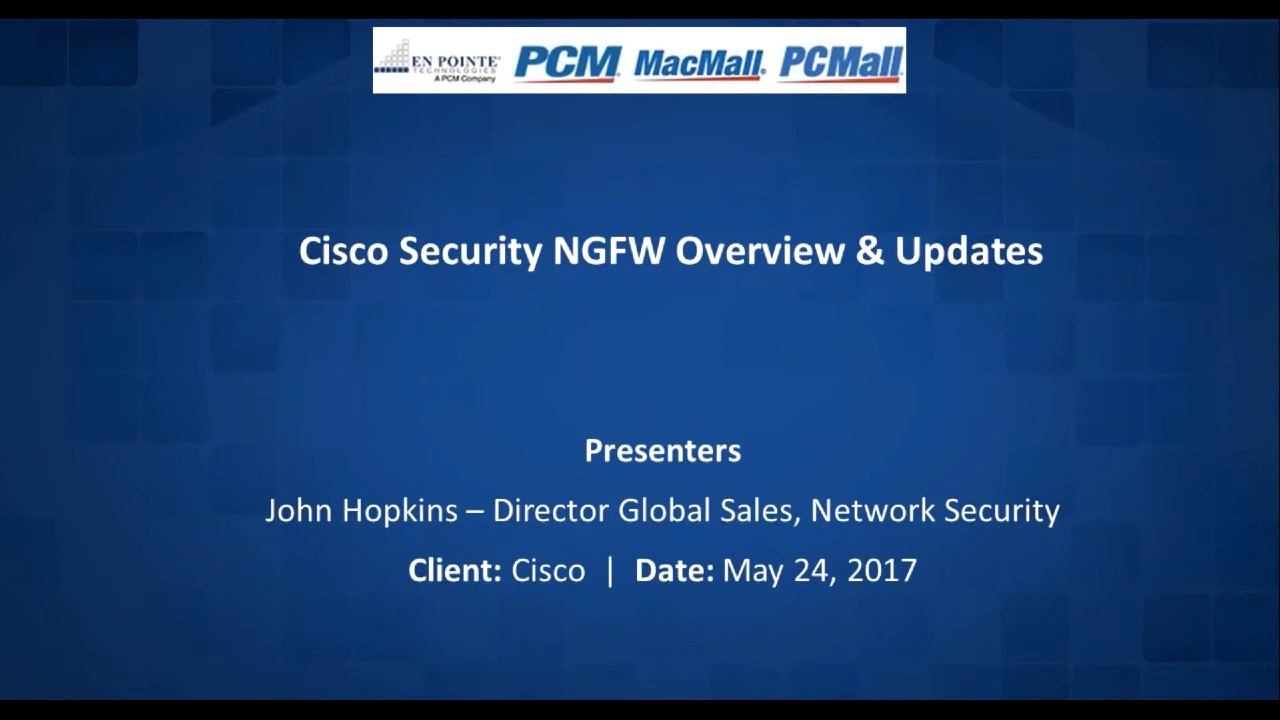 EN POINTE
TECHNOLOGIES
A PCM Company
PCM MacMall. PCMall.
Cisco Security NGFW Overview & Updates
Presenters
John Hopkins – Director Global Sales, Network Security
Client: Cisco | Date: May 24, 2017